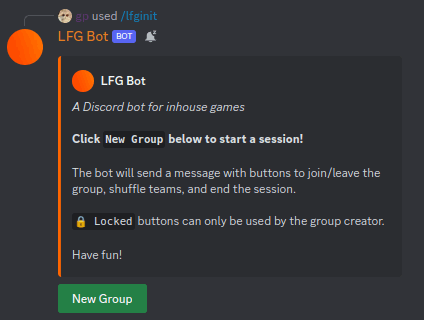 gp used /lfginit
LFG Bot BOT
LFG Bot
A Discord bot for inhouse games
Click New Group below to start a session!
The bot will send a message with buttons to join/leave the
group, shuffle teams, and end the session.
🔒 Locked buttons can only be used by the group creator.
Have fun!
New Group